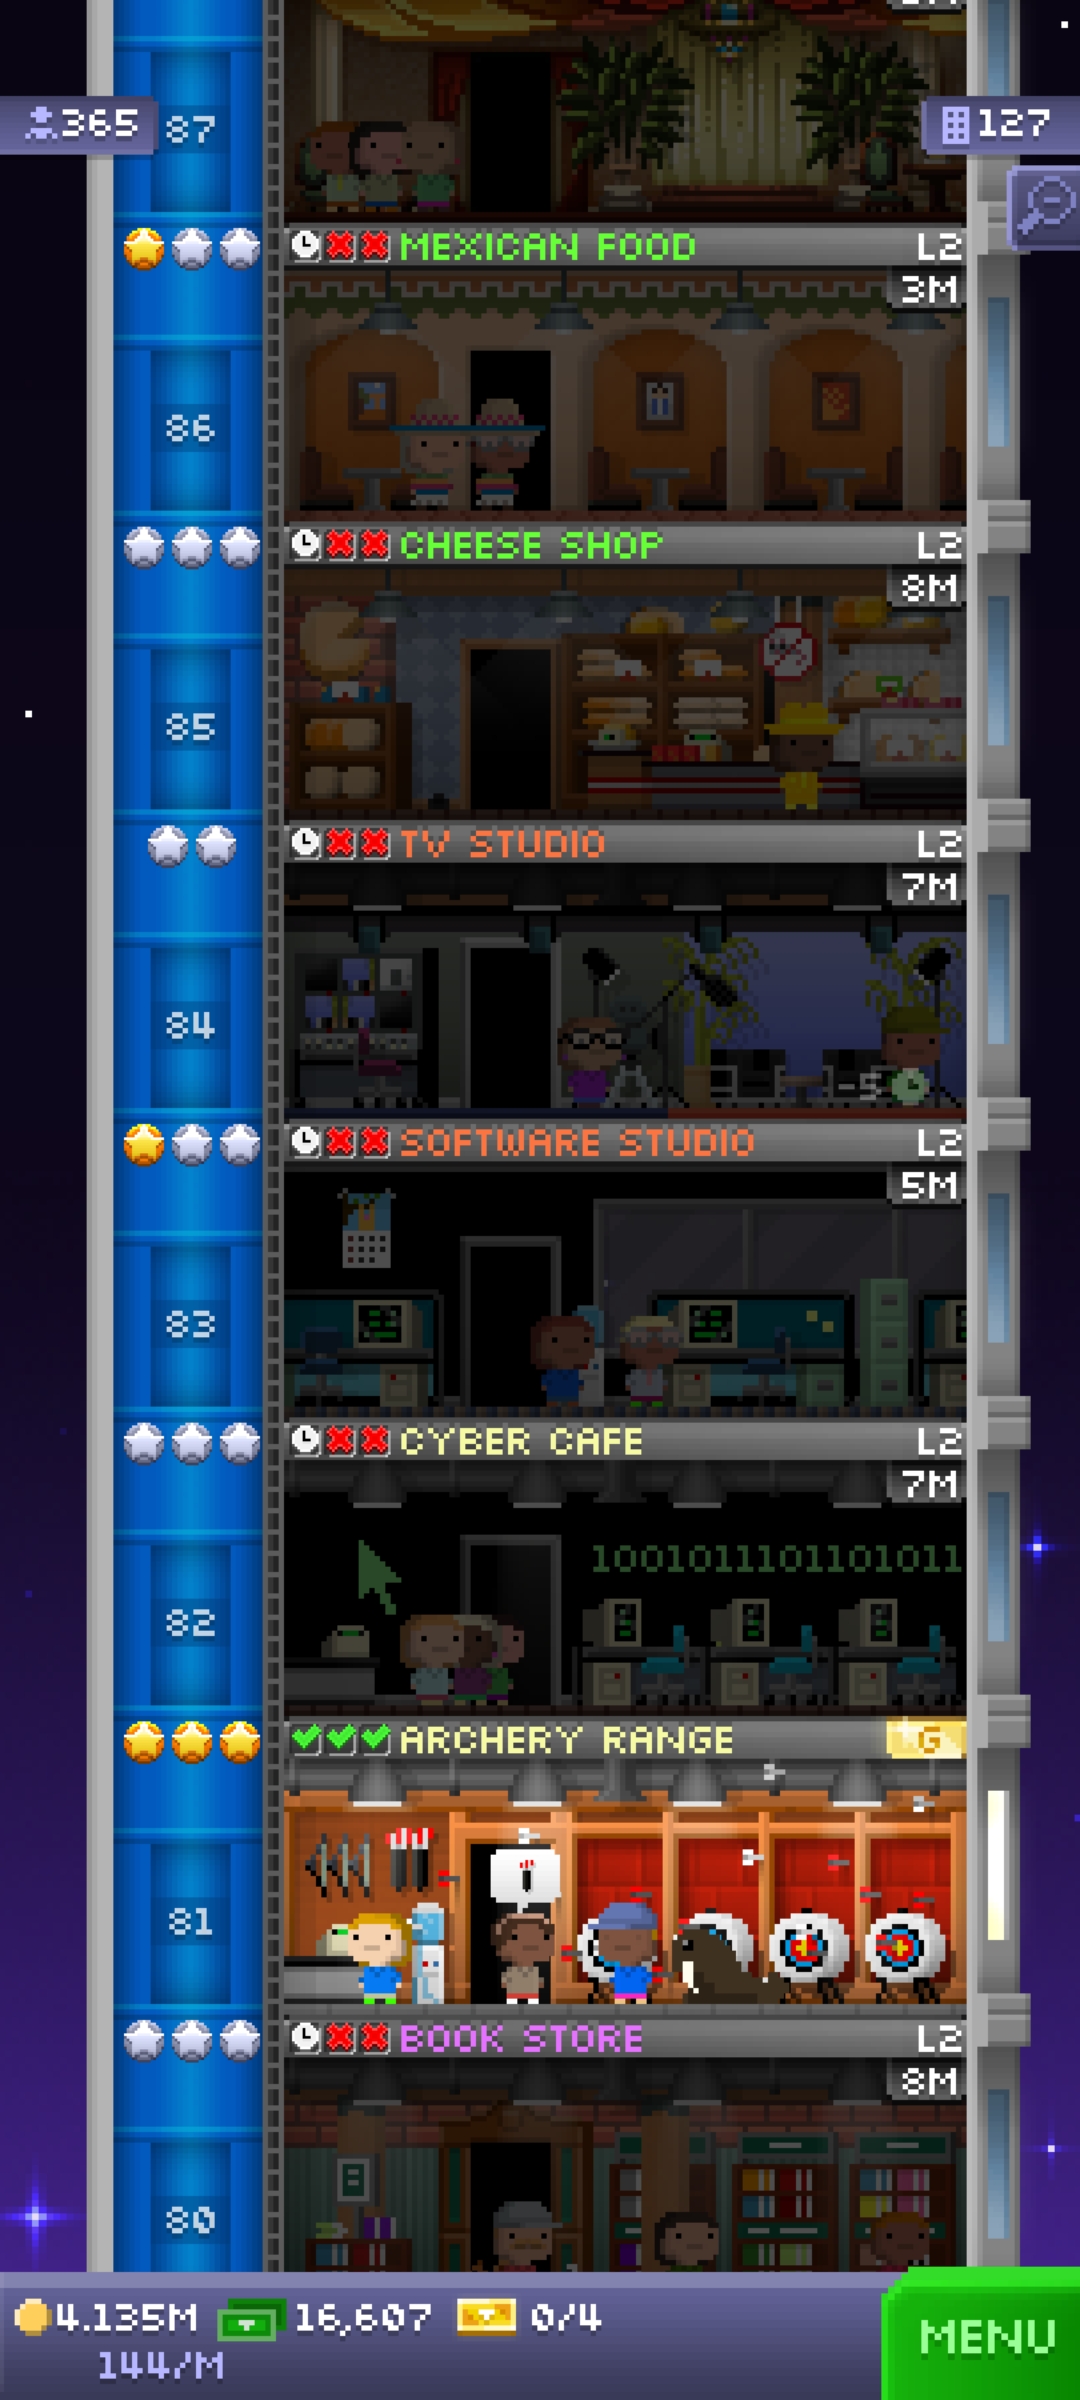 365
87
127
MEXICAN FOOD L2
3M
86
CHEESE SHOP L2
8M
85
TV STUDIO L2
7M
84
-5
SOFTWARE STUDIO L2
5M
83
CYBER CAFE L2
7M
1001011101101011
82
ARCHERY RANGE G
81
BOOK STORE L2
8M
80
4.135M 16,607 0/4
144/M
MENU